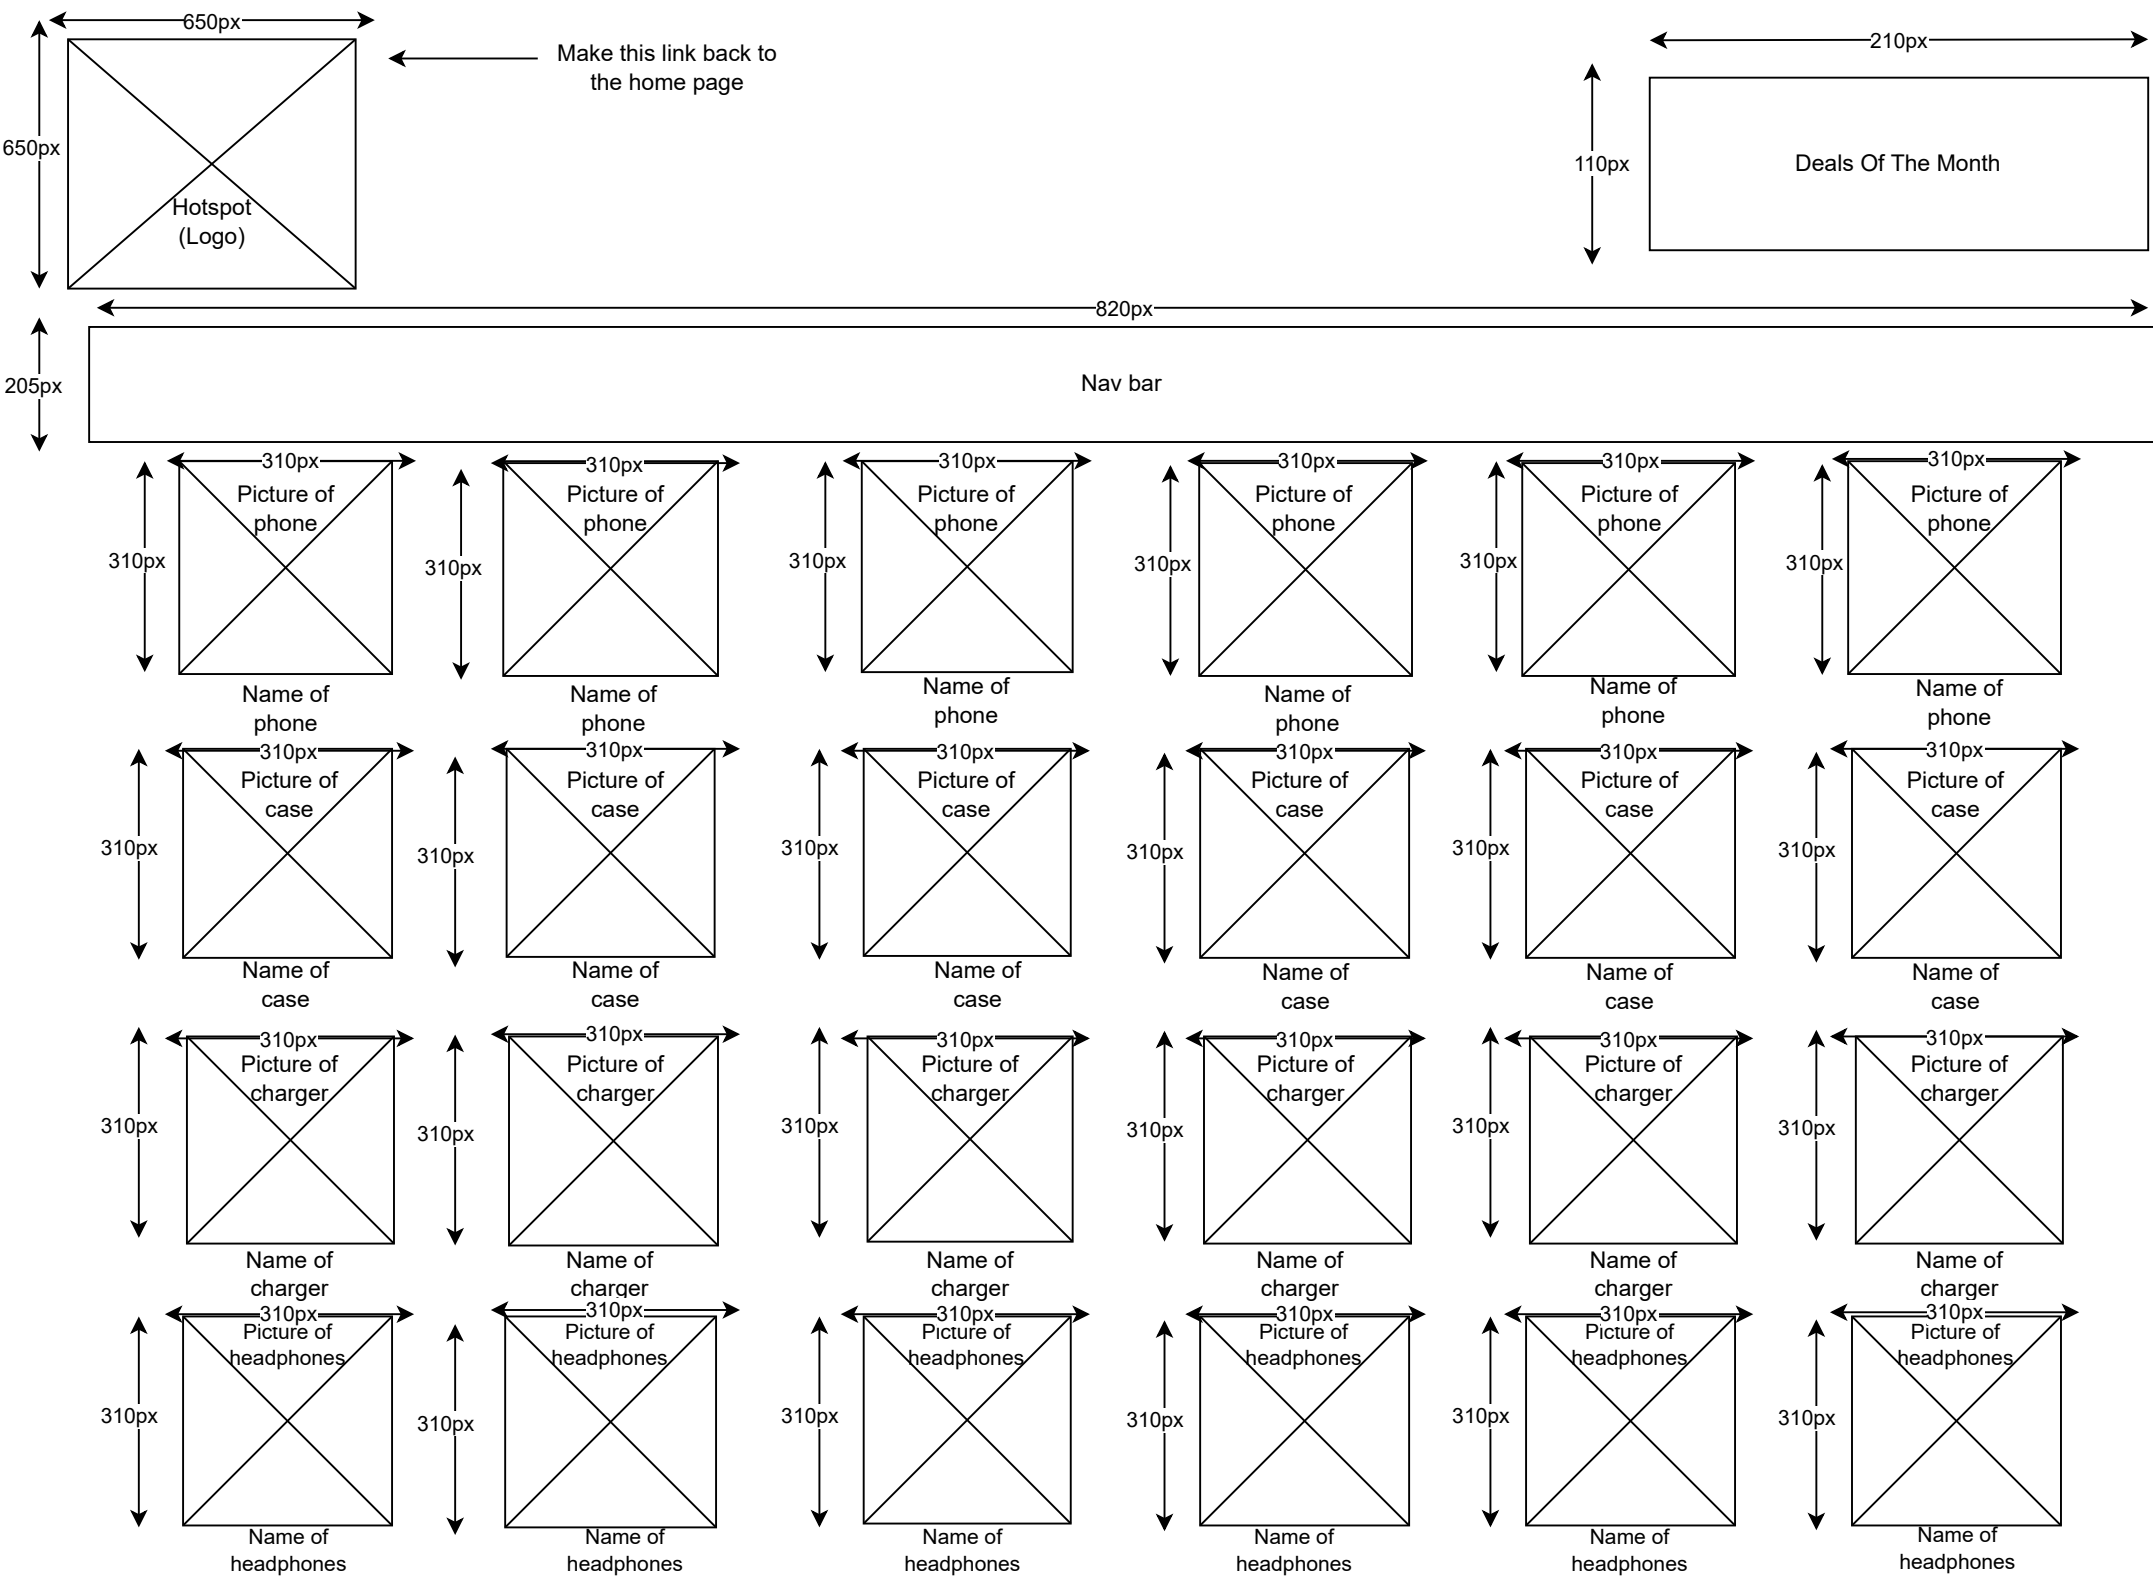 650px
Make this link back to
the home page
210px
650px
110px
Deals Of The Month
Hotspot
(Logo)
820px
205px
Nav bar
310px 310px 310px 310px 310px 310px
Picture of Picture of Picture of Picture of Picture of Picture of
phone phone phone phone phone phone
310px 310px 310px 310px 310px 310px
Name of Name of Name of Name of Name of Name of
phone phone phone phone phone phone
310px 310px 310px 310px 310px 310px
Picture of Picture of Picture of Picture of Picture of Picture of
case case case case case case
310px 310px 310px 310px 310px 310px
Name of Name of Name of Name of Name of Name of
case case case case case case
310px 310px 310px 310px 310px 310px
Picture of Picture of Picture of Picture of Picture of Picture of
charger charger charger charger charger charger
310px 310px 310px 310px 310px 310px
Name of Name of Name of Name of Name of Name of
charger charger charger charger charger charger
310px 310px 310px 310px 310px 310px
Picture of Picture of Picture of Picture of Picture of Picture of
headphones headphones headphones headphones headphones headphones
310px 310px 310px 310px 310px 310px
Name of Name of Name of Name of Name of Name of
headphones headphones headphones headphones headphones headphones